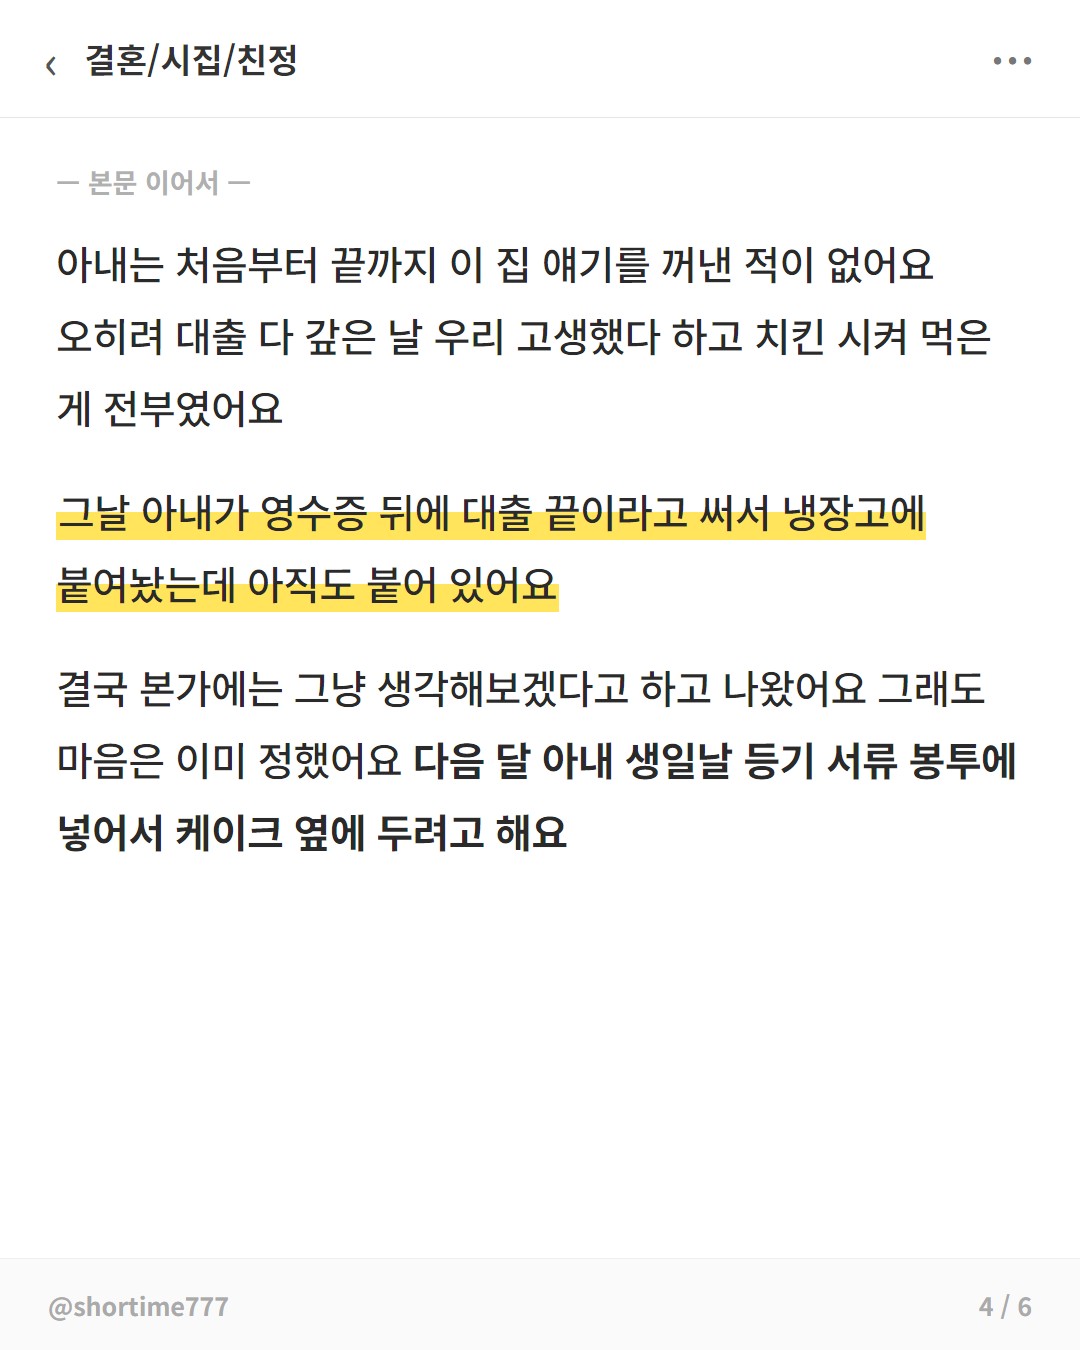 ‹ 결혼/시집/친정 •••
— 본문 이어서 —
아내는 처음부터 끝까지 이 집 얘기를 꺼낸 적이 없어요
오히려 대출 다 갚은 날 우리 고생했다 하고 치킨 시켜 먹은
게 전부였어요
그날 아내가 영수증 뒤에 대출 끝이라고 써서 냉장고에
붙여놨는데 아직도 붙어 있어요
결국 본가에는 그냥 생각해보겠다고 하고 나왔어요 그래도
마음은 이미 정했어요 다음 달 아내 생일날 등기 서류 봉투에
넣어서 케이크 옆에 두려고 해요
@shortime777 4 / 6